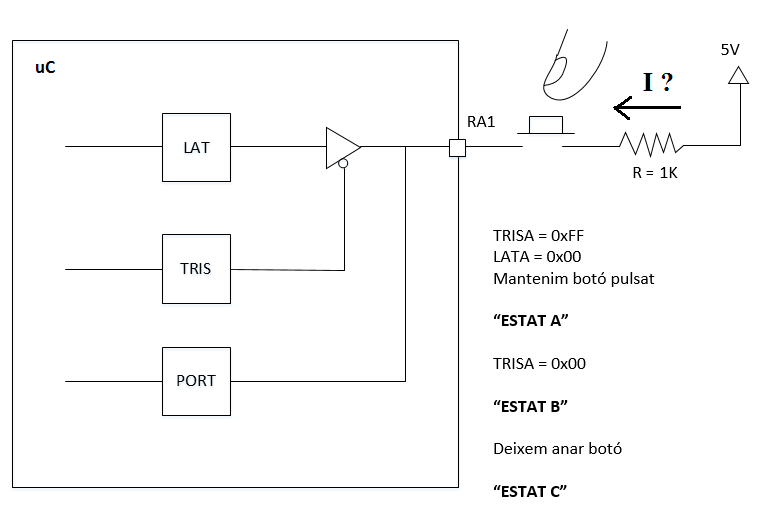 uC
5V
I ?
RA1
LAT
R = 1K
TRISA = 0xFF
LATA = 0x00
TRIS
Mantenim botó pulsat
“ESTAT A”
TRISA = 0x00
PORT
“ESTAT B”
Deixem anar botó
“ESTAT C”